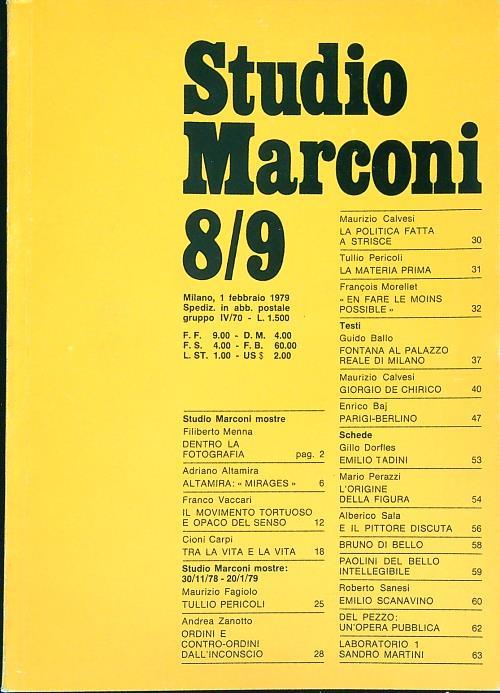 Studio
Marconi
8/9
Milano, 1 febbraio 1979
Spediz. in abb. postale
gruppo IV/70 - L. 1.500
F. F. 9.00 - D. M. 4.00
F. S. 4.00 - F. B. 60.00
L. ST. 1.00 - US $ 2.00
Studio Marconi mostre
Filiberto Menna
DENTRO LA
FOTOGRAFIA pag. 2
Adriano Altamira
ALTAMIRA: « MIRAGES » 6
Franco Vaccari
IL MOVIMENTO TORTUOSO
E OPACO DEL SENSO 12
Cioni Carpi
TRA LA VITA E LA VITA 18
Studio Marconi mostre:
30/11/78 - 20/1/79
Maurizio Fagiolo
TULLIO PERICOLI 25
Andrea Zanotto
ORDINI E
CONTRO-ORDINI
DALL'INCONSCIO 28
Maurizio Calvesi
LA POLITICA FATTA
A STRISCE 30
Tullio Pericoli
LA MATERIA PRIMA 31
François Morellet
« EN FARE LE MOINS
POSSIBLE » 32
Testi
Guido Ballo
FONTANA AL PALAZZO
REALE DI MILANO 37
Maurizio Calvesi
GIORGIO DE CHIRICO 40
Enrico Baj
PARIGI-BERLINO 47
Schede
Gillo Dorfles
EMILIO TADINI 53
Mario Perazzi
L'ORIGINE
DELLA FIGURA 54
Alberico Sala
E IL PITTORE DISCUTA 56
BRUNO DI BELLO 58
PAOLINI DEL BELLO
INTELLEGIBILE 59
Roberto Sanesi
EMILIO SCANAVINO 60
DEL PEZZO:
UN'OPERA PUBBLICA 62
LABORATORIO 1
SANDRO MARTINI 63